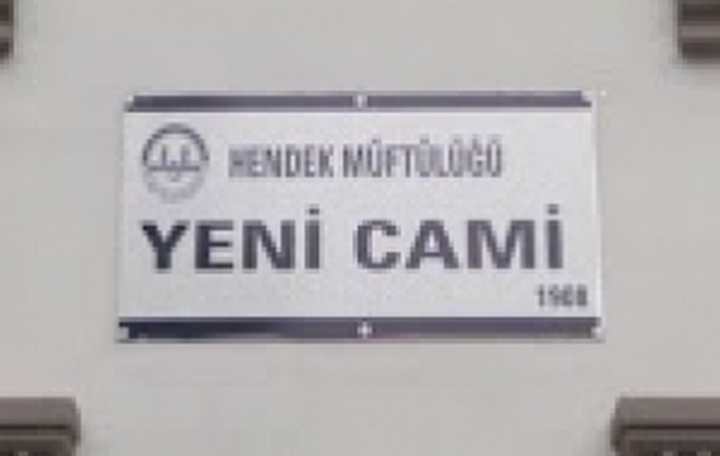 HENDEK MÜFTÜLÜĞÜ
YENİ CAMİ